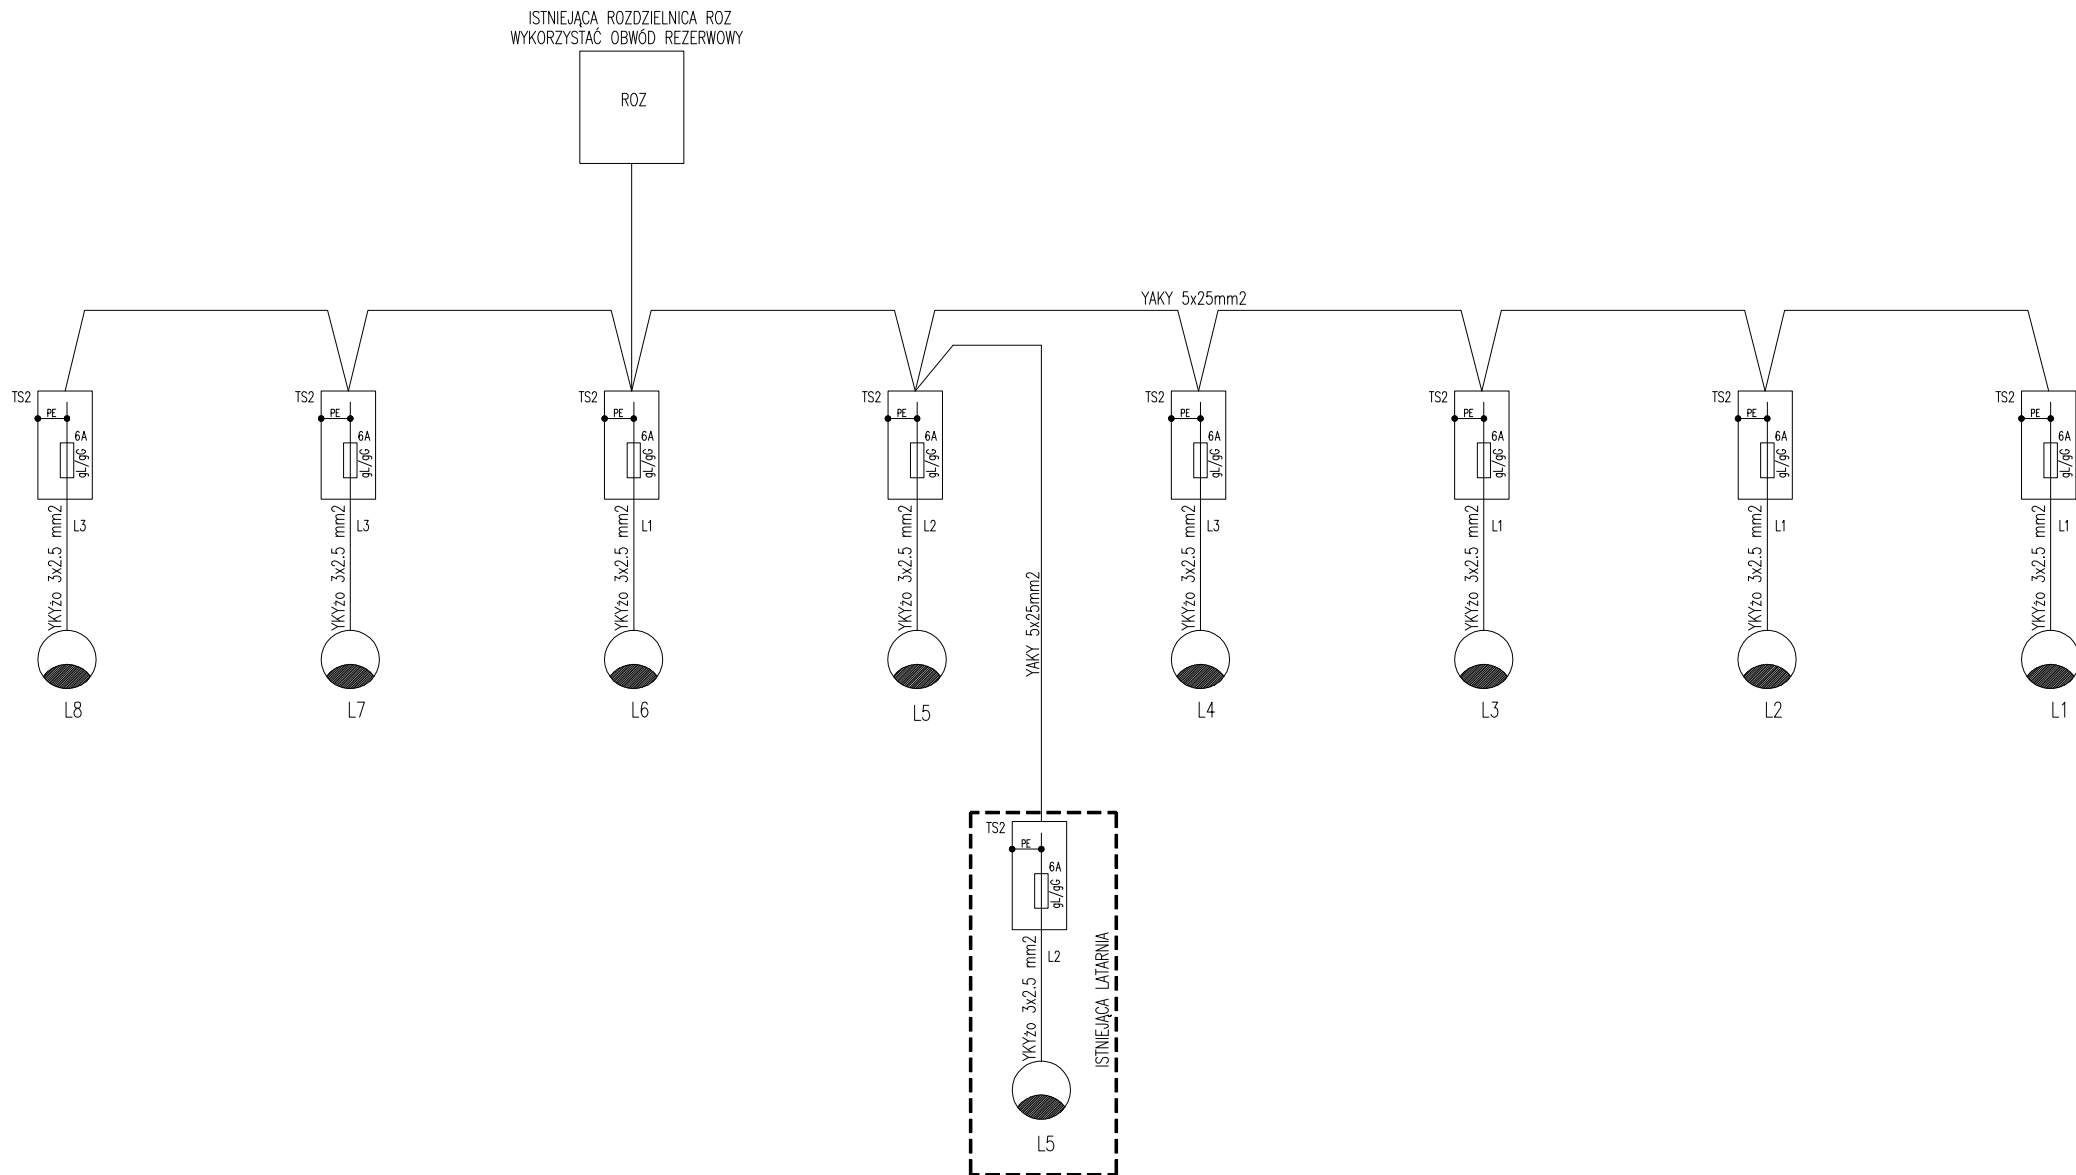 ISTNIEJĄCA ROZDZIELNICA ROZ
WYKORZYSTAĆ OBWÓD REZERWOWY
ROZ
YAKY 5x25mm2
TS2
PE
6A
gL/gG
YKYżo 3x2.5 mm2
L3
L8
TS2
PE
6A
gL/gG
YKYżo 3x2.5 mm2
L3
L7
TS2
PE
6A
gL/gG
YKYżo 3x2.5 mm2
L1
L6
TS2
PE
6A
gL/gG
YKYżo 3x2.5 mm2
L2
L5
YAKY 5x25mm2
TS2
PE
6A
gL/gG
YKYżo 3x2.5 mm2
L3
L4
TS2
PE
6A
gL/gG
YKYżo 3x2.5 mm2
L1
L3
TS2
PE
6A
gL/gG
YKYżo 3x2.5 mm2
L1
L2
TS2
PE
6A
gL/gG
YKYżo 3x2.5 mm2
L1
L1
TS2
PE
6A
gL/gG
YKYżo 3x2.5 mm2
L2
ISTNIEJĄCA LATARNIA
L5